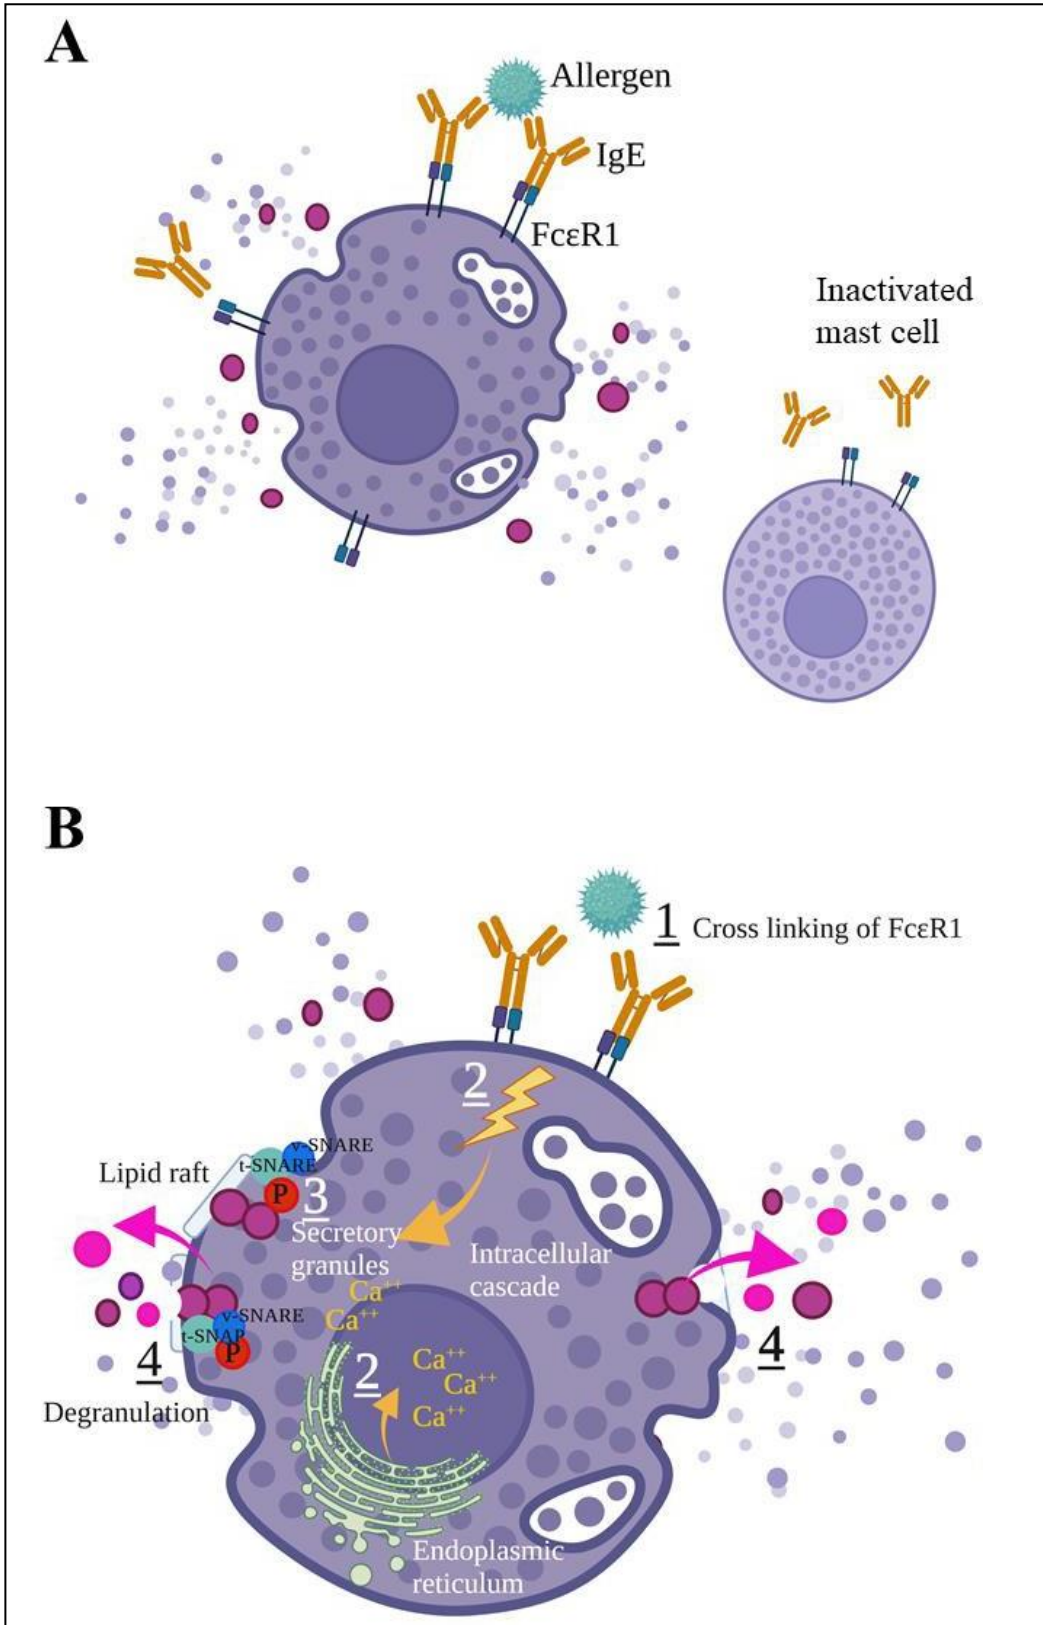 A
Allergen
IgE
FcεR1
Inactivated
mast cell
B
1 Cross linking of FcεR1
2
v-SNARE
t-SNARE
Lipid raft
P
3
Secretory
granules
Intracellular
cascade
Ca⁺⁺
Ca⁺⁺
v-SNARE
t-SNAP
P
4
4
2
Ca⁺⁺
Ca⁺⁺
Ca⁺⁺
Degranulation
Endoplasmic
reticulum